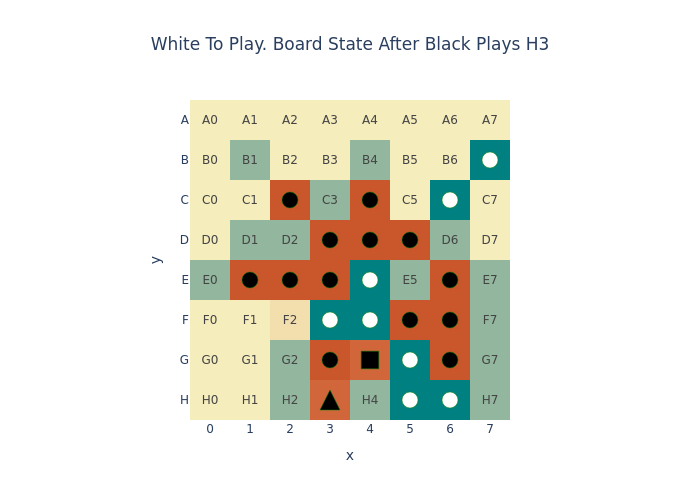 White To Play. Board State After Black Plays H3
A A0 A1 A2 A3 A4 A5 A6 A7
B B0 B1 B2 B3 B4 B5 B6
C C0 C1 C3 C5 C7
D D0 D1 D2 D6 D7
E E0 E5 E7
F F0 F1 F2 F7
G G0 G1 G2 G7
H H0 H1 H2 H4 H7
0 1 2 3 4 5 6 7
x
y